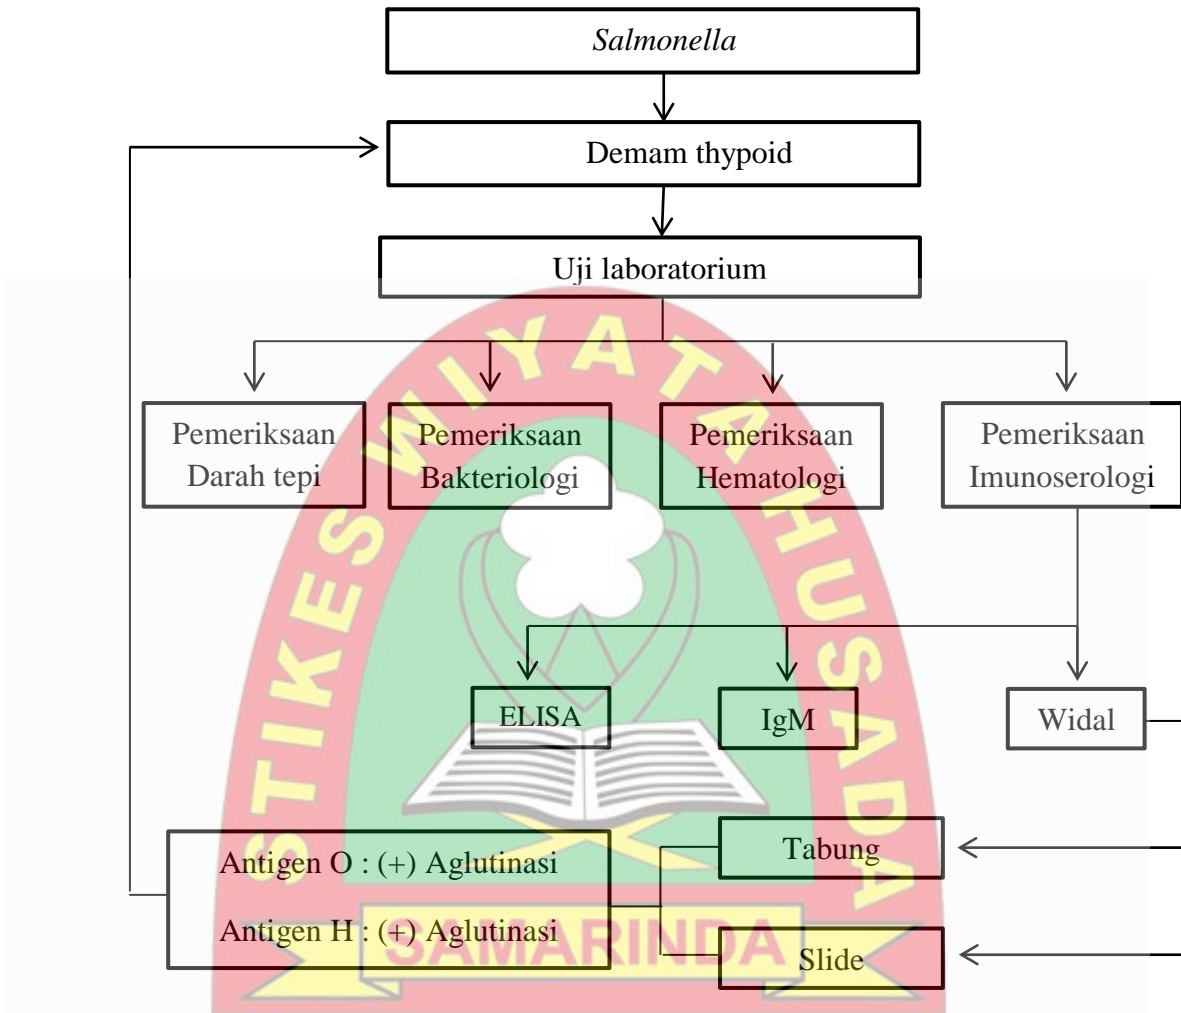 Salmonella
Demam thypoid
Uji laboratorium
Pemeriksaan
Darah tepi
Pemeriksaan
Bakteriologi
Pemeriksaan
Hematologi
Pemeriksaan
Imunoserologi
ELISA
IgM
Widal
Antigen O : (+) Aglutinasi
Antigen H : (+) Aglutinasi
Tabung
Slide
STIKES WIYATA HUSADA
SAMARINDA